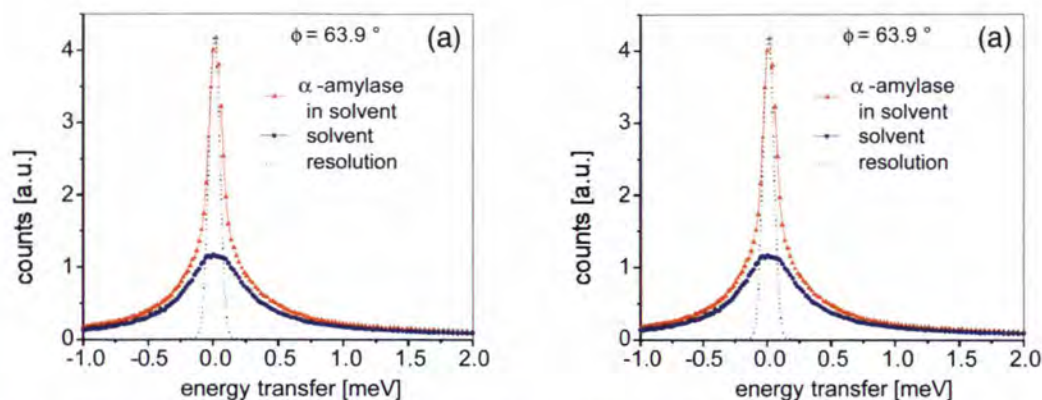 ϕ = 63.9 °
(a)
α -amylase
in solvent
solvent
resolution
4
3
2
1
0
counts [a.u.]
-1.0 -0.5 0.0 0.5 1.0 1.5 2.0
energy transfer [meV]
ϕ = 63.9 °
(a)
α -amylase
in solvent
solvent
resolution
4
3
2
1
0
counts [a.u.]
-1.0 -0.5 0.0 0.5 1.0 1.5 2.0
energy transfer [meV]